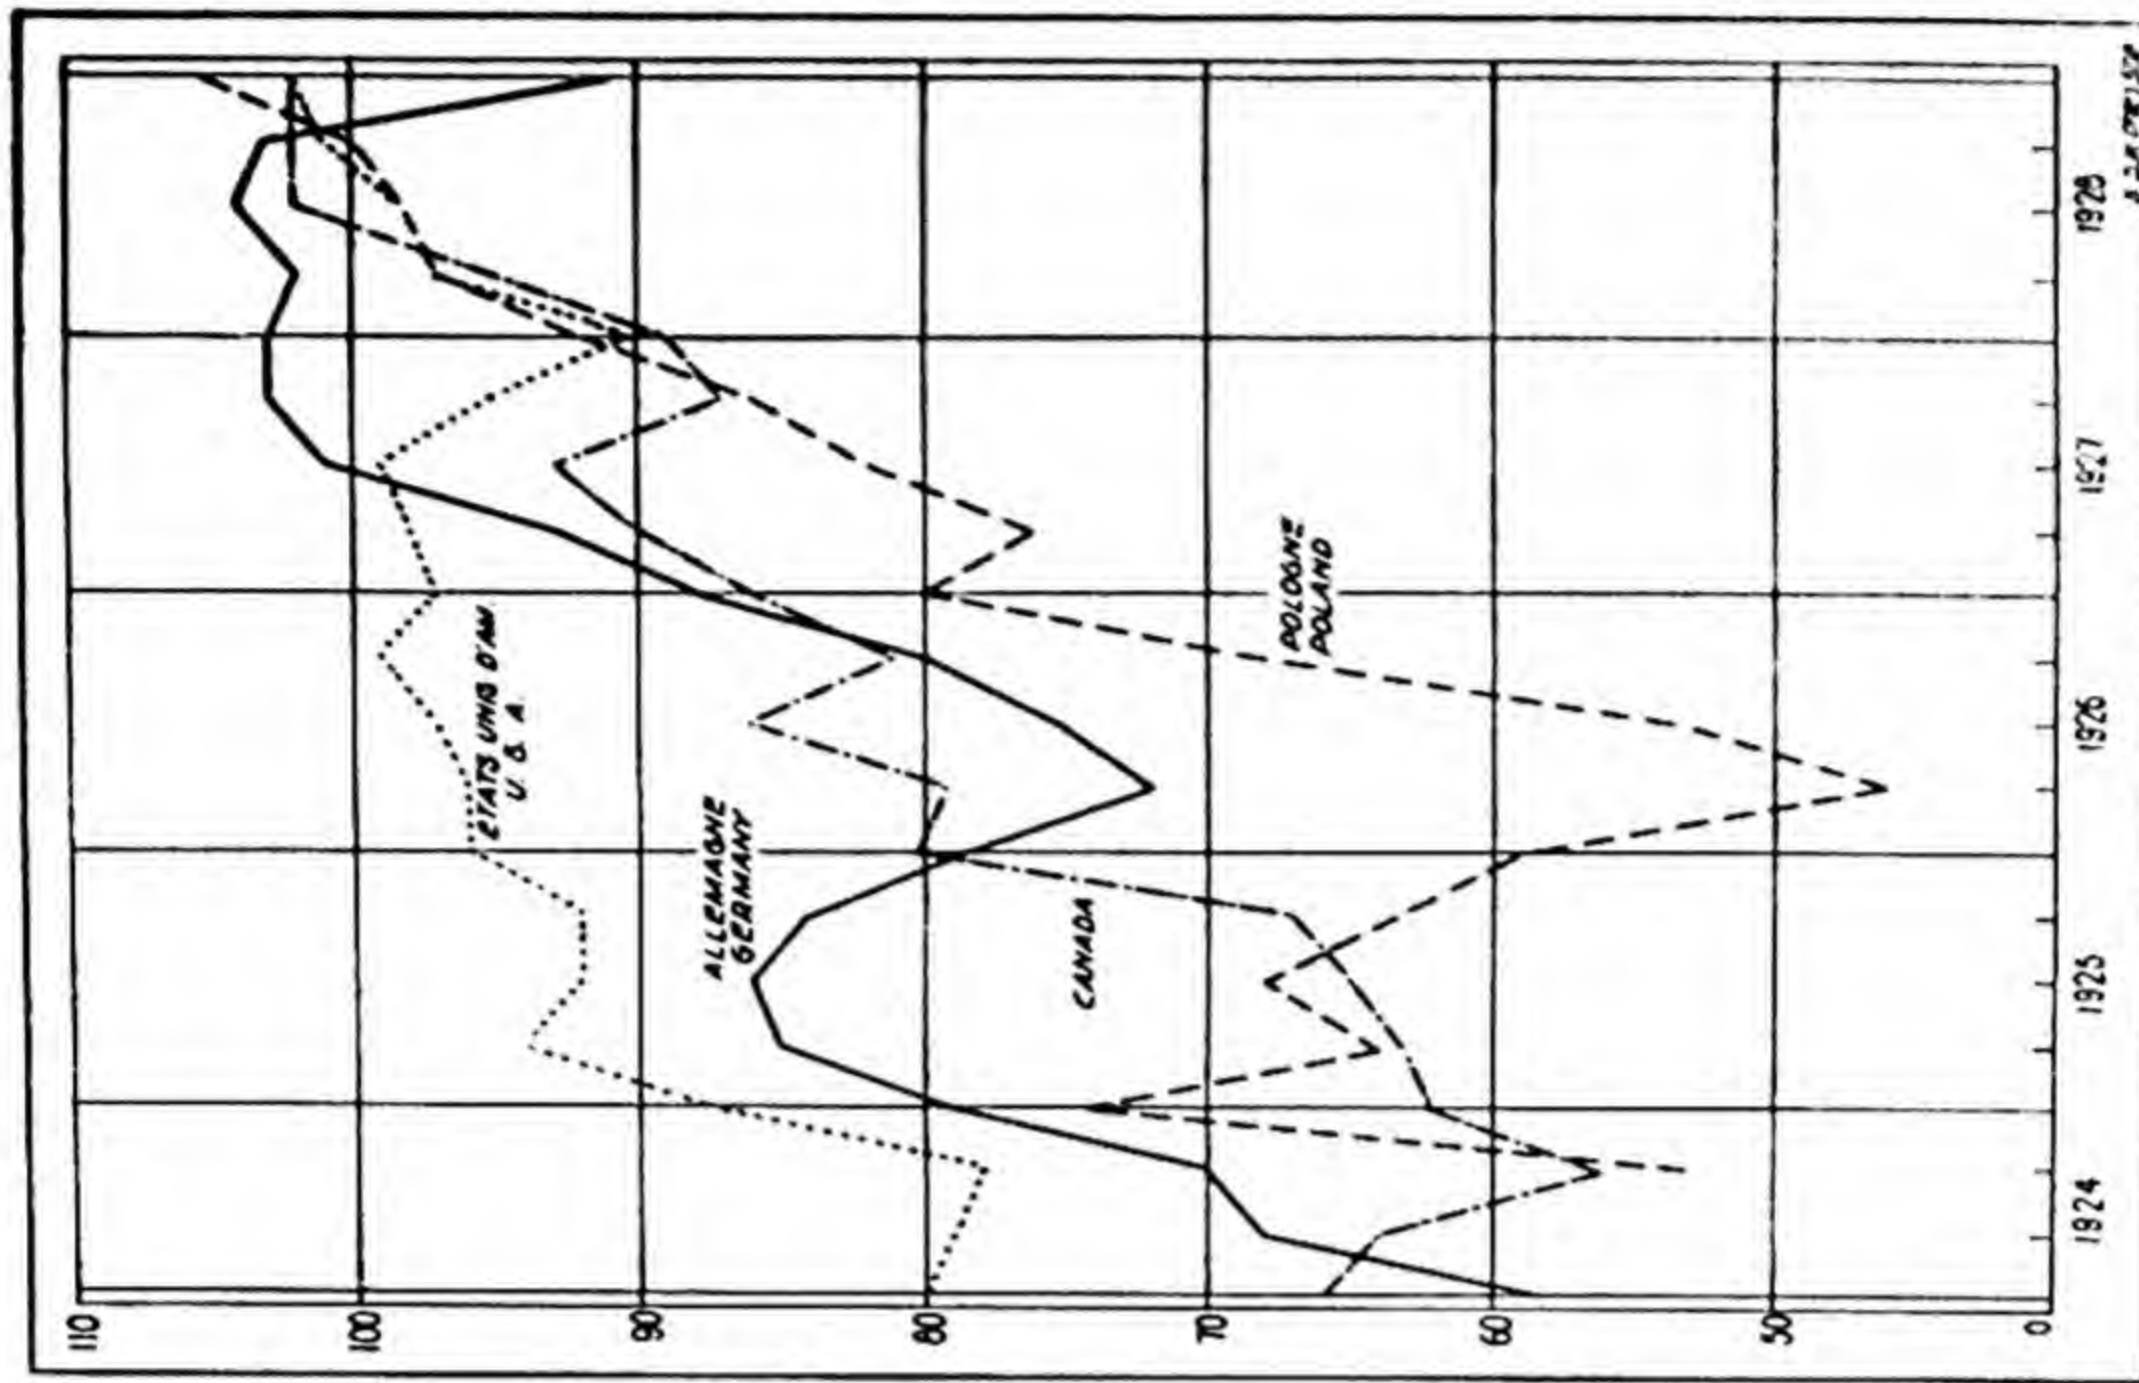 110
100
90
80
70
60
50
0
ETATS UNIS D'AM.
U. S. A.
ALLEMAGNE
GERMANY
CANADA
POLOGNE
POLAND
1924
1925
1926
1927
1928